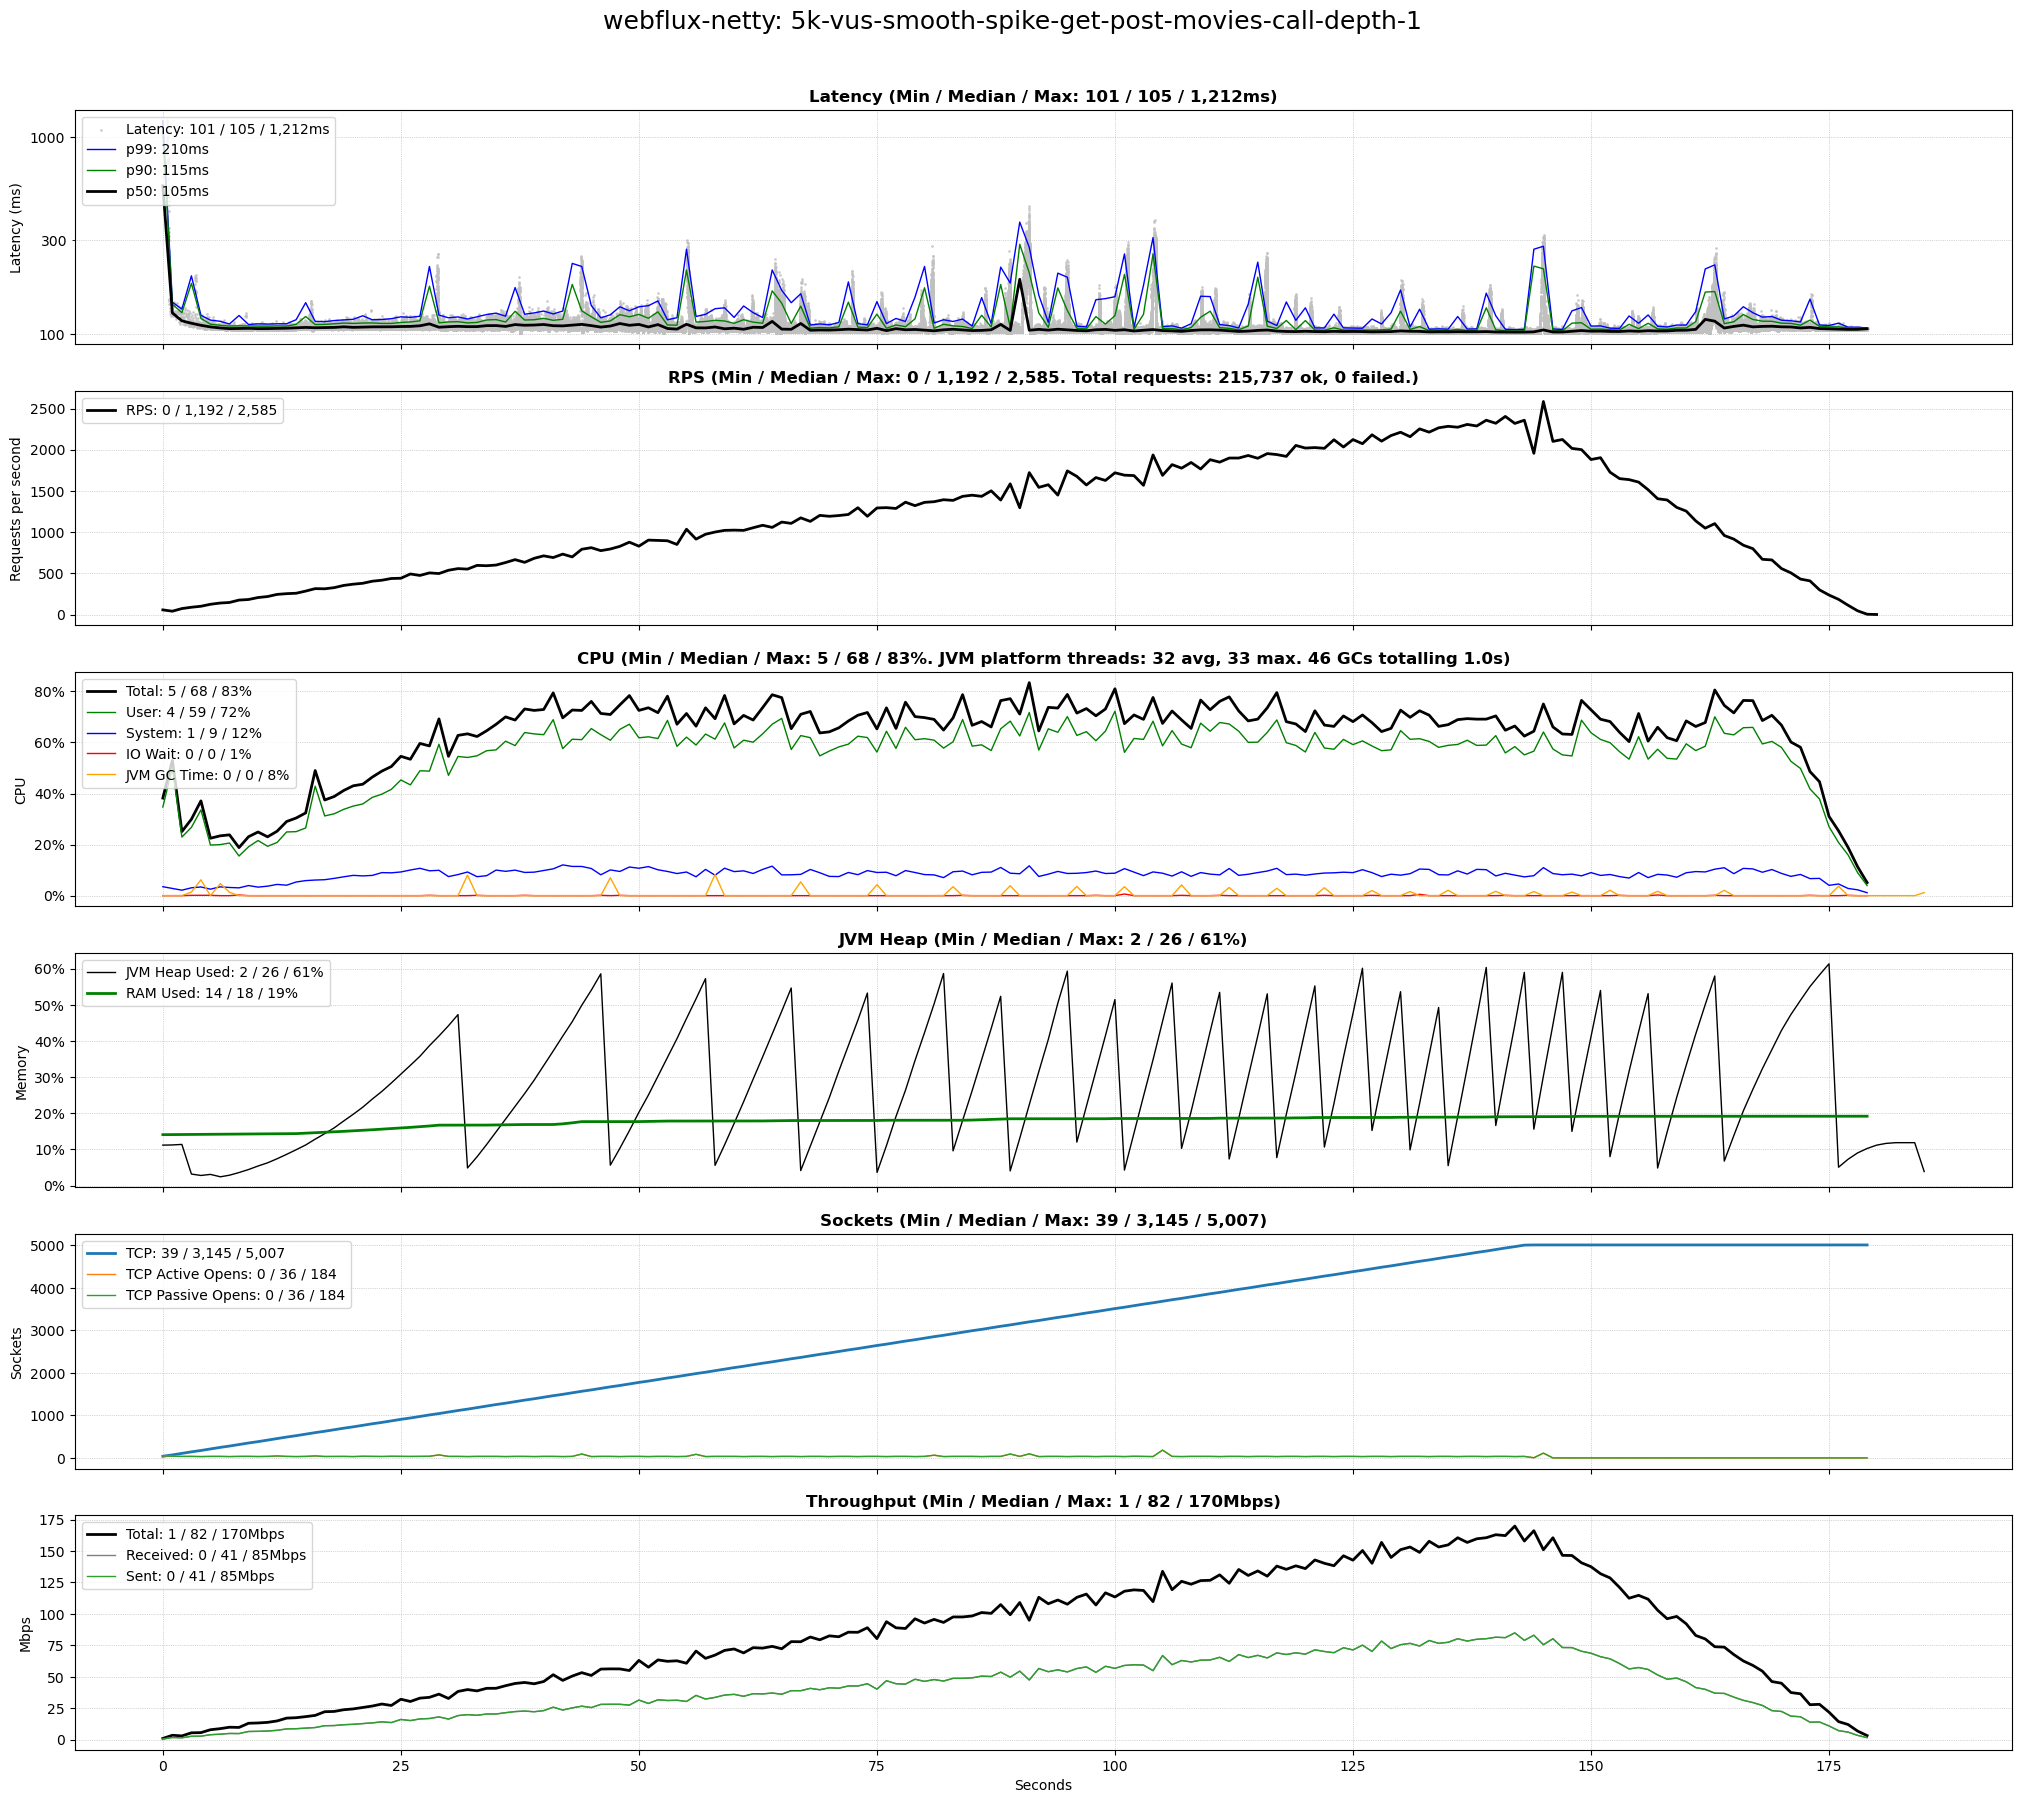 webflux-netty: 5k-vus-smooth-spike-get-post-movies-call-depth-1
Latency (Min / Median / Max: 101 / 105 / 1,212ms)
Latency: 101 / 105 / 1,212ms
p99: 210ms
p90: 115ms
p50: 105ms
1000
300
100
Latency (ms)
RPS (Min / Median / Max: 0 / 1,192 / 2,585. Total requests: 215,737 ok, 0 failed.)
RPS: 0 / 1,192 / 2,585
2500
2000
1500
1000
500
0
Requests per second
CPU (Min / Median / Max: 5 / 68 / 83%. JVM platform threads: 32 avg, 33 max. 46 GCs totalling 1.0s)
Total: 5 / 68 / 83%
User: 4 / 59 / 72%
System: 1 / 9 / 12%
IO Wait: 0 / 0 / 1%
JVM GC Time: 0 / 0 / 8%
80%
60%
40%
20%
0%
CPU
JVM Heap (Min / Median / Max: 2 / 26 / 61%)
JVM Heap Used: 2 / 26 / 61%
RAM Used: 14 / 18 / 19%
60%
50%
40%
30%
20%
10%
0%
Memory
Sockets (Min / Median / Max: 39 / 3,145 / 5,007)
TCP: 39 / 3,145 / 5,007
TCP Active Opens: 0 / 36 / 184
TCP Passive Opens: 0 / 36 / 184
5000
4000
3000
2000
1000
0
Sockets
Throughput (Min / Median / Max: 1 / 82 / 170Mbps)
Total: 1 / 82 / 170Mbps
Received: 0 / 41 / 85Mbps
Sent: 0 / 41 / 85Mbps
175
150
125
100
75
50
25
0
Mbps
0 25 50 75 100 125 150 175
Seconds